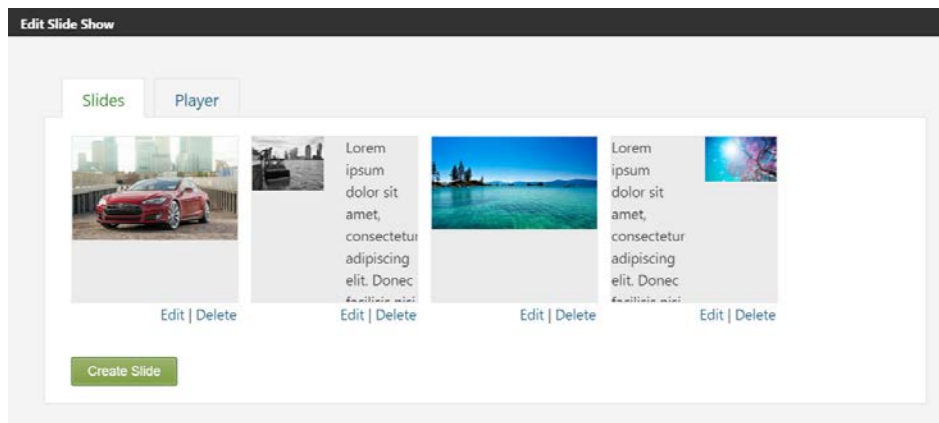 Edit Slide Show
Slides
Player
Lorem
ipsum
dolor sit
amet,
consectetur
adipiscing
elit. Donec
Lorem
ipsum
dolor sit
amet,
consectetur
adipiscing
elit. Donec
Edit | Delete
Edit | Delete
Edit | Delete
Edit | Delete
Create Slide